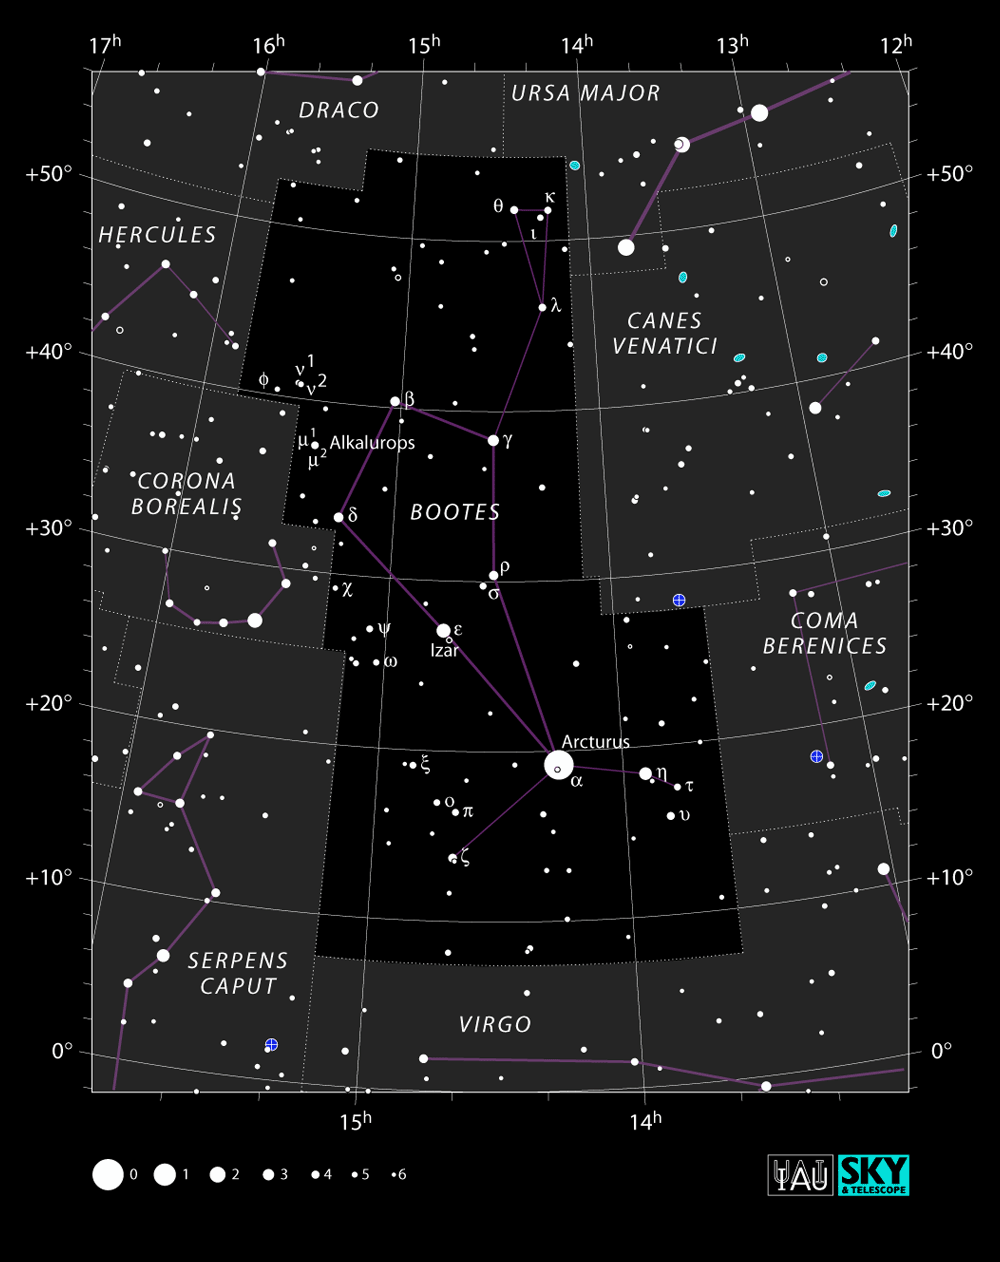 17h 16h 15h 14h 13h 12h
DRACO
URSA MAJOR
+50° +50°
θ κ
ι
HERCULES
λ
CANES
VENATICI
+40° +40°
ν1
ϕ ν2
β
μ1 Alkalurops γ
μ2
CORONA
BOREALIS
BOOTES
δ
+30° +30°
ρ
χ σ
COMA
BERENICES
ψ ε
Izar
ω
+20° +20°
Arcturus
ξ α η τ
ο π υ
ζ
+10° +10°
SERPENS
CAPUT
VIRGO
0° 0°
15h 14h
0 1 2 3 4 5 6
IAU
SKY
& TELESCOPE